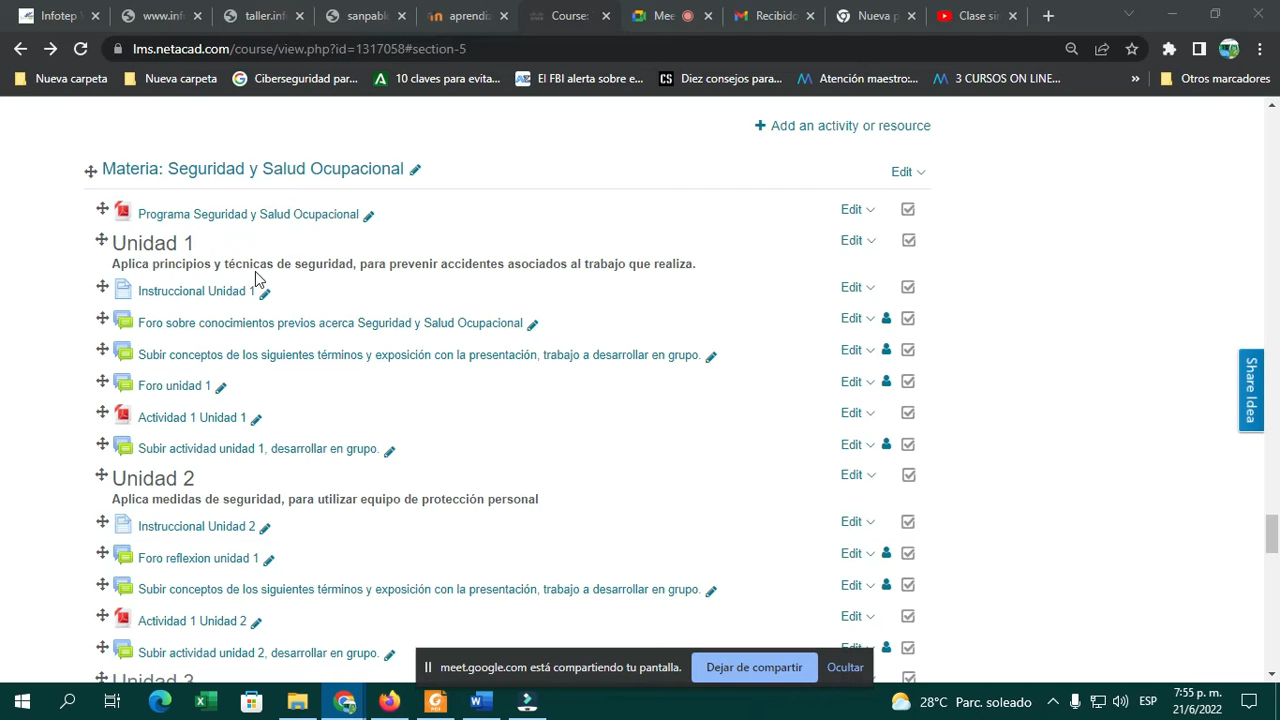 Infotep
www.inf
taller.inf
sanpabl
aprendiz
Course:
Mee
Recibido
Nueva p
Clase si
lms.netacad.com/course/view.php?id=1317058#section-5
Nueva carpeta
Nueva carpeta
Ciberseguridad par...
10 claves para evita...
El FBI alerta sobre e...
Diez consejos para...
Atención maestro:...
3 CURSOS ON LINE...
»
Otros marcadores
+ Add an activity or resource
Materia: Seguridad y Salud Ocupacional
Edit
Programa Seguridad y Salud Ocupacional
Edit
Unidad 1
Edit
Aplica principios y técnicas de seguridad, para prevenir accidentes asociados al trabajo que realiza.
Instruccional Unidad 1
Edit
Foro sobre conocimientos previos acerca Seguridad y Salud Ocupacional
Edit
Subir conceptos de los siguientes términos y exposición con la presentación, trabajo a desarrollar en grupo.
Edit
Foro unidad 1
Edit
Actividad 1 Unidad 1
Edit
Subir actividad unidad 1, desarrollar en grupo.
Edit
Unidad 2
Edit
Aplica medidas de seguridad, para utilizar equipo de protección personal
Instruccional Unidad 2
Edit
Foro reflexion unidad 1
Edit
Subir conceptos de los siguientes términos y exposición con la presentación, trabajo a desarrollar en grupo.
Edit
Actividad 1 Unidad 2
Edit
Subir actividad unidad 2, desarrollar en grupo.
Edit
Unidad 3
Share Idea
meet.google.com está compartiendo tu pantalla.
Dejar de compartir
Ocultar
28°C Parc. soleado
ESP
7:55 p. m.
21/6/2022